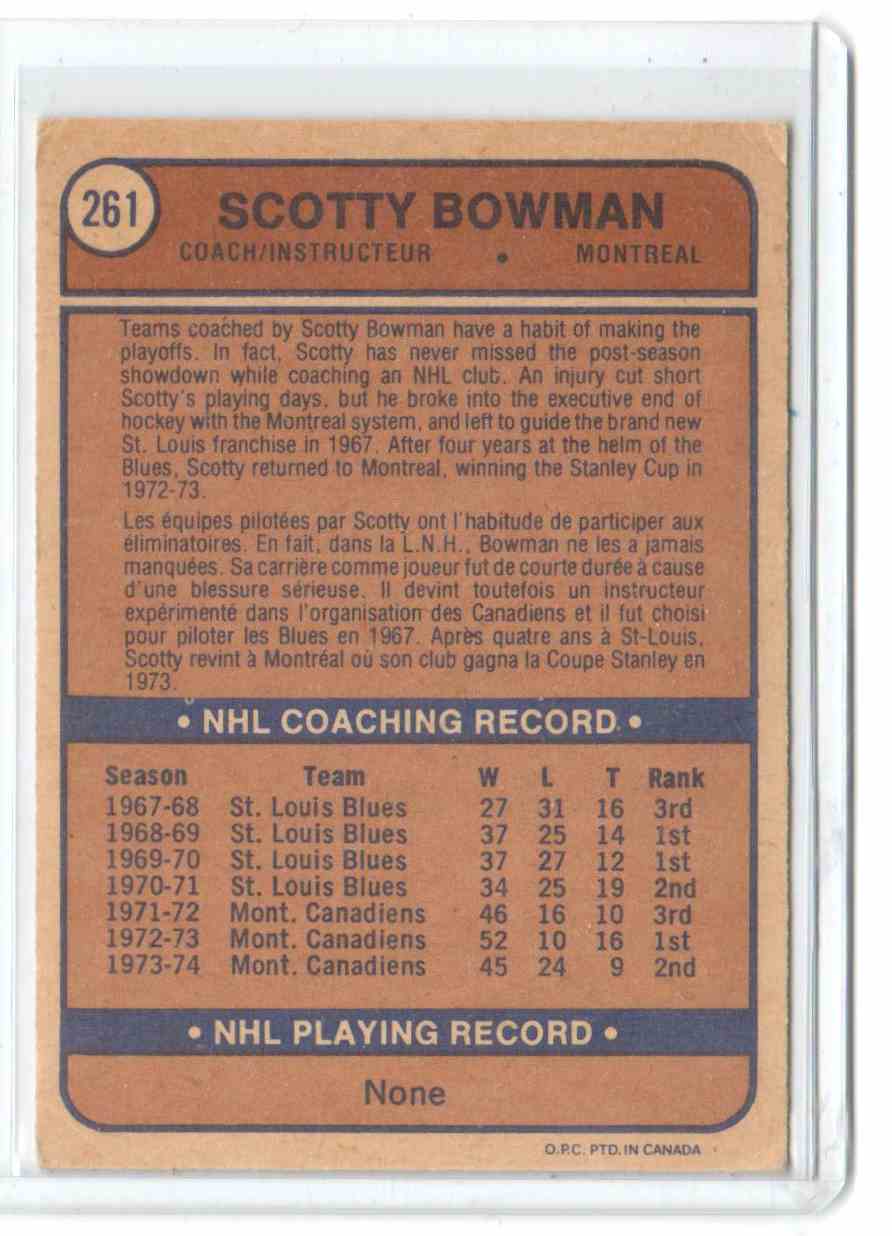 261
SCOTTY BOWMAN
COACH/INSTRUCTEUR • MONTREAL
Teams coached by Scotty Bowman have a habit of making the
playoffs. In fact, Scotty has never missed the post-season
showdown while coaching an NHL club. An injury cut short
Scotty's playing days, but he broke into the executive end of
hockey with the Montreal system, and left to guide the brand new
St. Louis franchise in 1967. After four years at the helm of the
Blues, Scotty returned to Montreal, winning the Stanley Cup in
1972-73.
Les équipes pilotées par Scotty ont l'habitude de participer aux
éliminatoires. En fait, dans la L.N.H., Bowman ne les a jamais
manquées. Sa carrière comme joueur fut de courte durée à cause
d'une blessure sérieuse. Il devint toutefois un instructeur
expérimenté dans l'organisation des Canadiens et il fut choisi
pour piloter les Blues en 1967. Après quatre ans à St-Louis,
Scotty revint à Montréal où son club gagna la Coupe Stanley en
1973.
• NHL COACHING RECORD •
Season Team W L T Rank
1967-68 St. Louis Blues 27 31 16 3rd
1968-69 St. Louis Blues 37 25 14 1st
1969-70 St. Louis Blues 37 27 12 1st
1970-71 St. Louis Blues 34 25 19 2nd
1971-72 Mont. Canadiens 46 16 10 3rd
1972-73 Mont. Canadiens 52 10 16 1st
1973-74 Mont. Canadiens 45 24 9 2nd
• NHL PLAYING RECORD •
None
O.P.C. PTD. IN CANADA